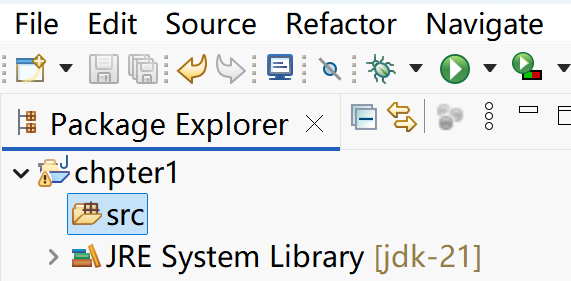 File Edit Source Refactor Navigate
Package Explorer
chpter1
src
JRE System Library [jdk-21]